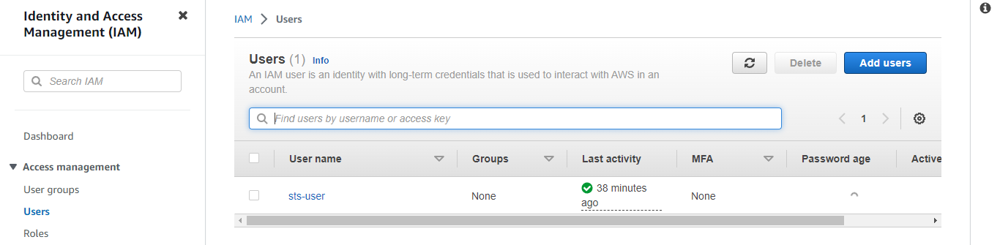 Identity and Access
Management (IAM)
Search IAM
Dashboard
Access management
User groups
Users
Roles
IAM > Users
Users (1) Info
An IAM user is an identity with long-term credentials that is used to interact with AWS in an
account.
Delete
Add users
Find users by username or access key
1
User name Groups Last activity MFA Password age Active
sts-user None 38 minutes
ago None